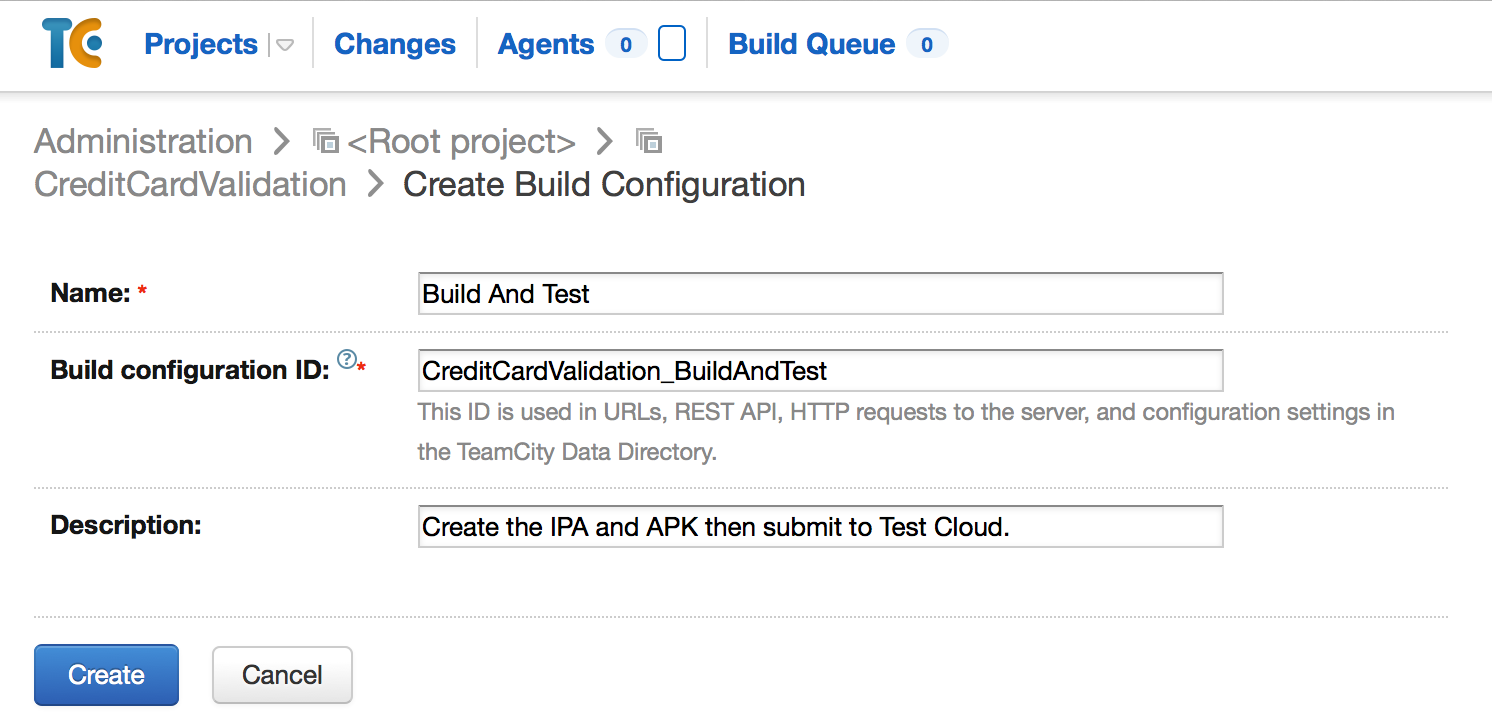 TC Projects Changes Agents 0 Build Queue 0
Administration > <Root project> >
CreditCardValidation > Create Build Configuration
Name: * Build And Test
Build configuration ID: ?* CreditCardValidation_BuildAndTest
This ID is used in URLs, REST API, HTTP requests to the server, and configuration settings in
the TeamCity Data Directory.
Description: Create the IPA and APK then submit to Test Cloud.
Create Cancel